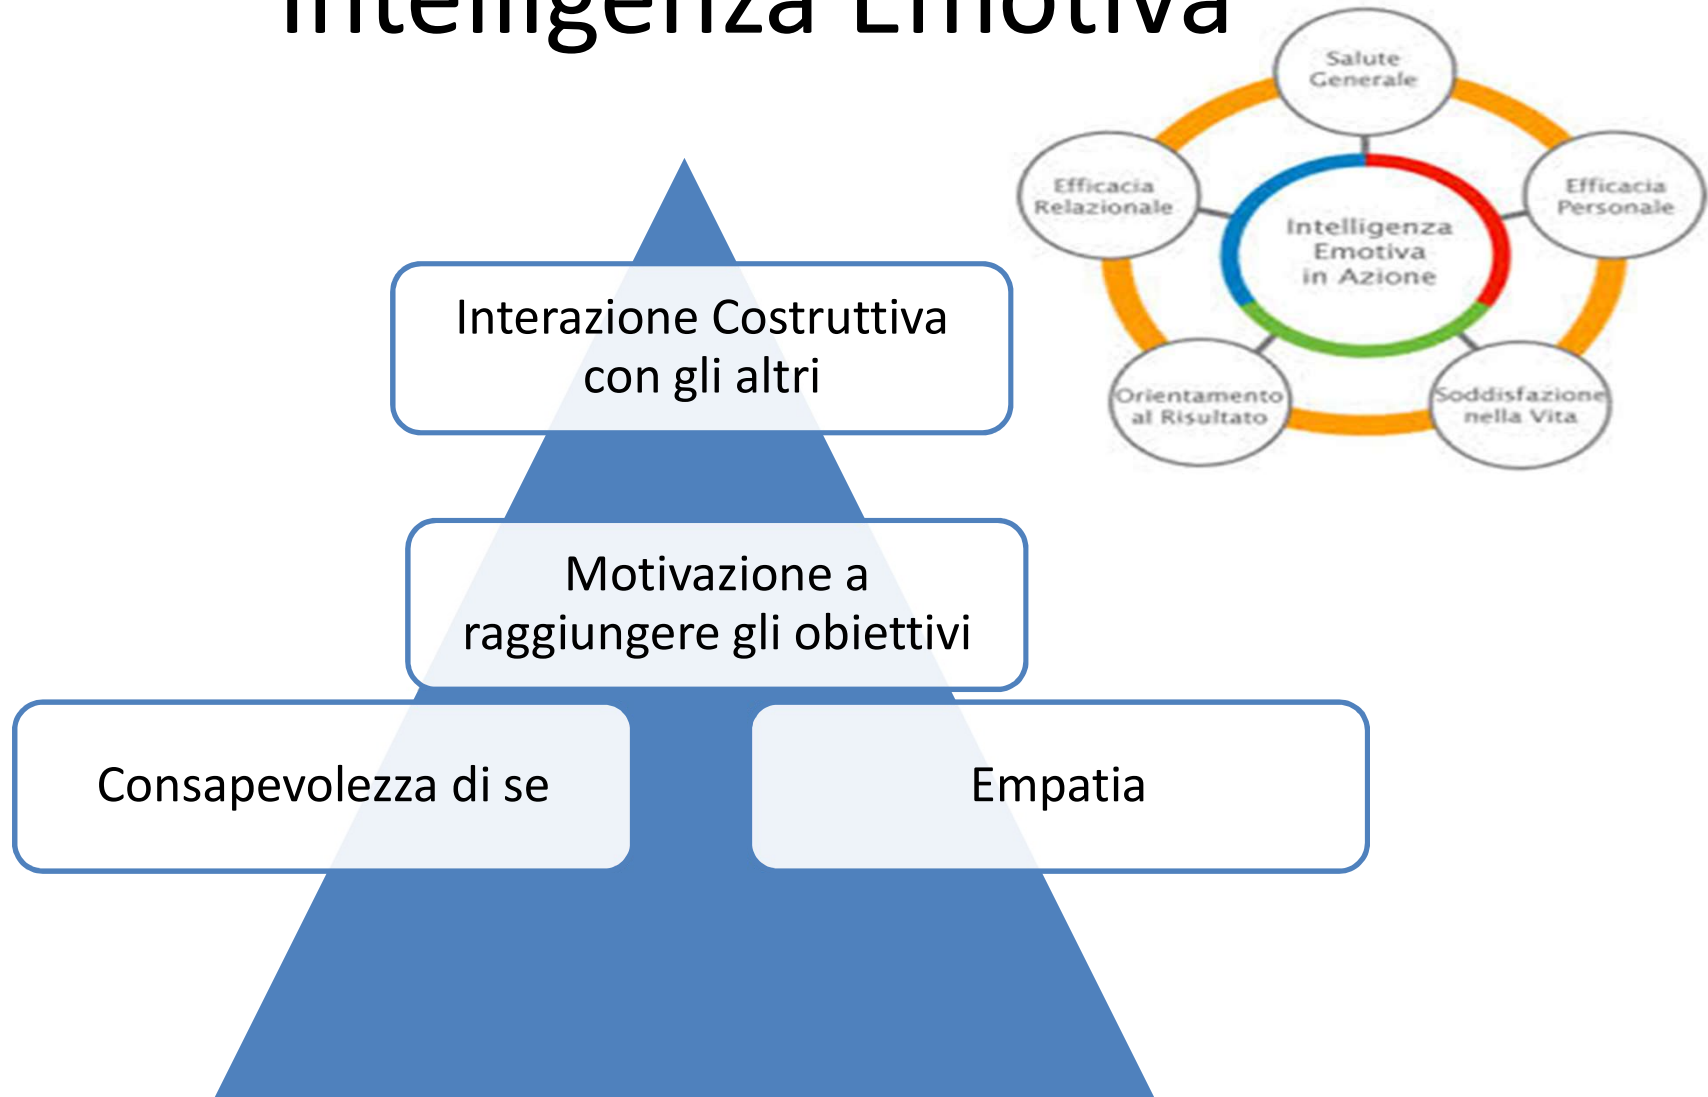 Intelligenza Emotiva
Salute
Generale
Efficacia
Relazionale
Efficacia
Personale
Intelligenza
Emotiva
in Azione
Orientamento
al Risultato
Soddisfazione
nella Vita
Interazione Costruttiva
con gli altri
Motivazione a
raggiungere gli obiettivi
Consapevolezza di se
Empatia